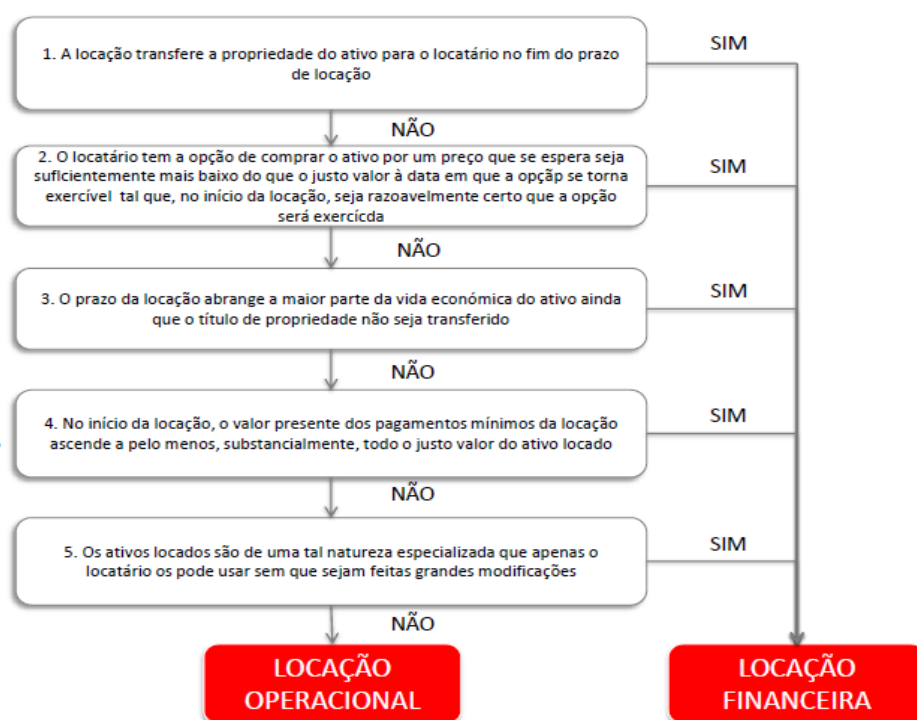 1. A locação transfere a propriedade do ativo para o locatário no fim do prazo
de locação
SIM
NÃO
2. O locatário tem a opção de comprar o ativo por um preço que se espera seja
suficientemente mais baixo do que o justo valor à data em que a opçãp se torna
exercível tal que, no início da locação, seja razoavelmente certo que a opção
será exercícda
SIM
NÃO
3. O prazo da locação abrange a maior parte da vida económica do ativo ainda
que o título de propriedade não seja transferido
SIM
NÃO
4. No início da locação, o valor presente dos pagamentos mínimos da locação
ascende a pelo menos, substancialmente, todo o justo valor do ativo locado
SIM
NÃO
5. Os ativos locados são de uma tal natureza especializada que apenas o
locatário os pode usar sem que sejam feitas grandes modificações
SIM
NÃO
LOCAÇÃO
OPERACIONAL
LOCAÇÃO
FINANCEIRA